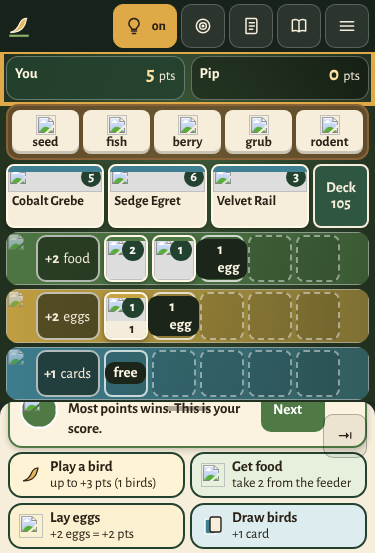 on
You 5 pts Pip 0 pts
seed fish berry grub rodent
5 6 3
Cobalt Grebe Sedge Egret Velvet Rail Deck
105
+2 food 2 1 1
egg
+2 eggs 1 1
1 egg
+1 cards free
Most points wins. This is your Next
score.
Play a bird Get food
up to +3 pts (1 birds) take 2 from the feeder
Lay eggs Draw birds
+2 eggs = +2 pts +1 card